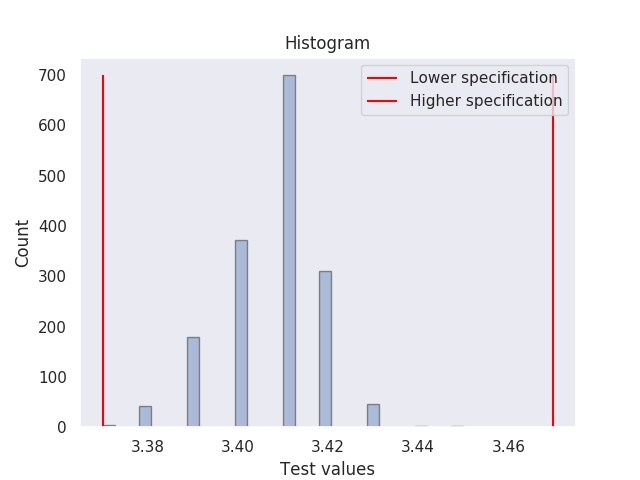 Histogram
Lower specification
Higher specification
700
600
500
400
300
200
100
0
Count
3.38 3.40 3.42 3.44 3.46
Test values